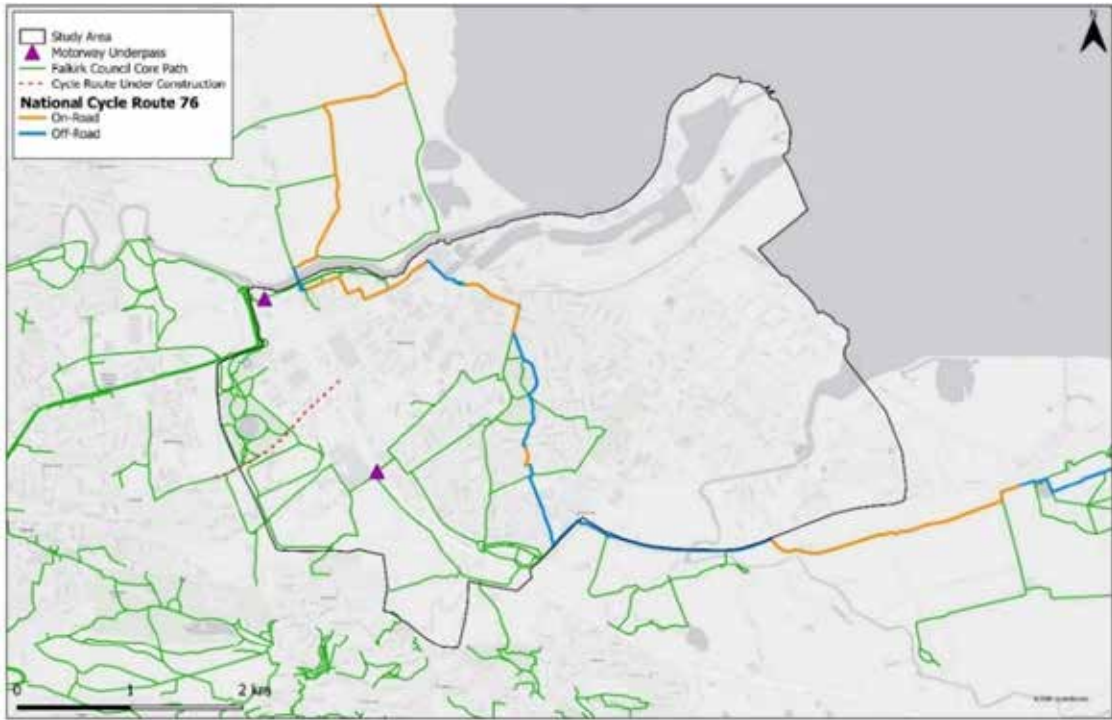 Study Area
Motorway Underpass
Falkirk Council Core Path
Cycle Route Under Construction
National Cycle Route 76
On-Road
Off-Road
N
0 1 2 km